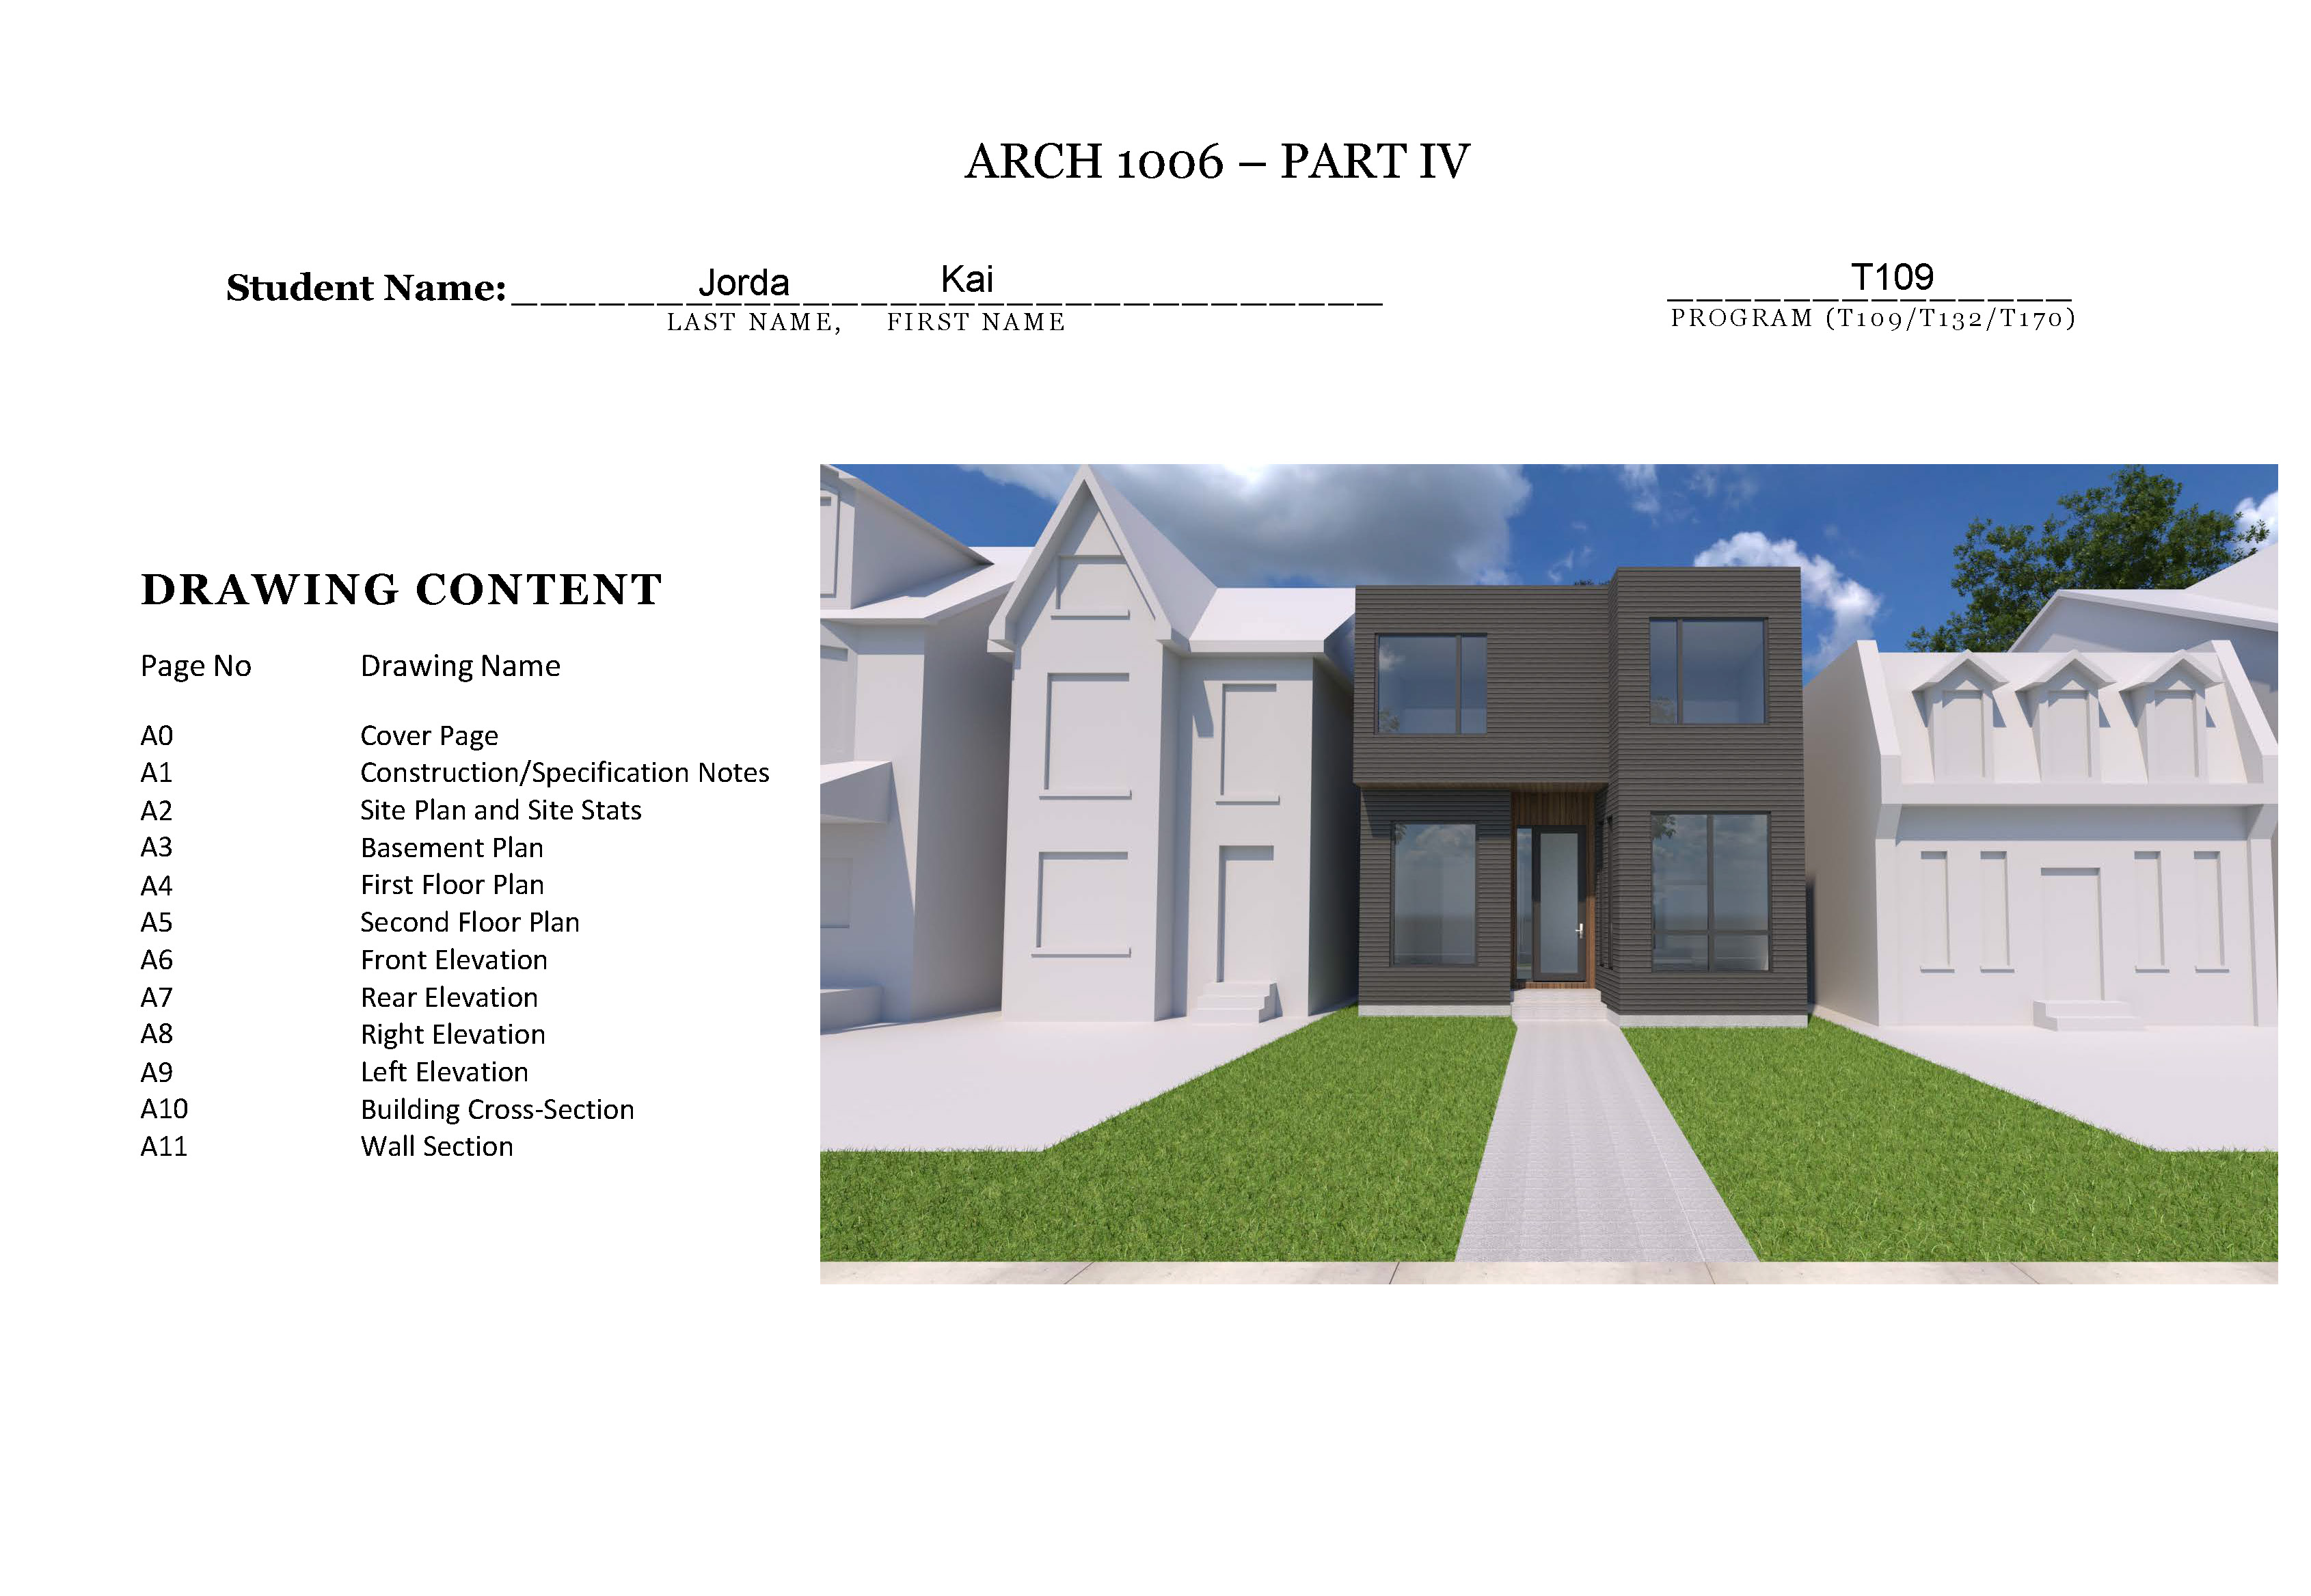 ARCH 1006 – PART IV
Student Name: Jorda Kai
LAST NAME, FIRST NAME
T109
PROGRAM (T109/T132/T170)
DRAWING CONTENT
Page No Drawing Name
A0 Cover Page
A1 Construction/Specification Notes
A2 Site Plan and Site Stats
A3 Basement Plan
A4 First Floor Plan
A5 Second Floor Plan
A6 Front Elevation
A7 Rear Elevation
A8 Right Elevation
A9 Left Elevation
A10 Building Cross-Section
A11 Wall Section